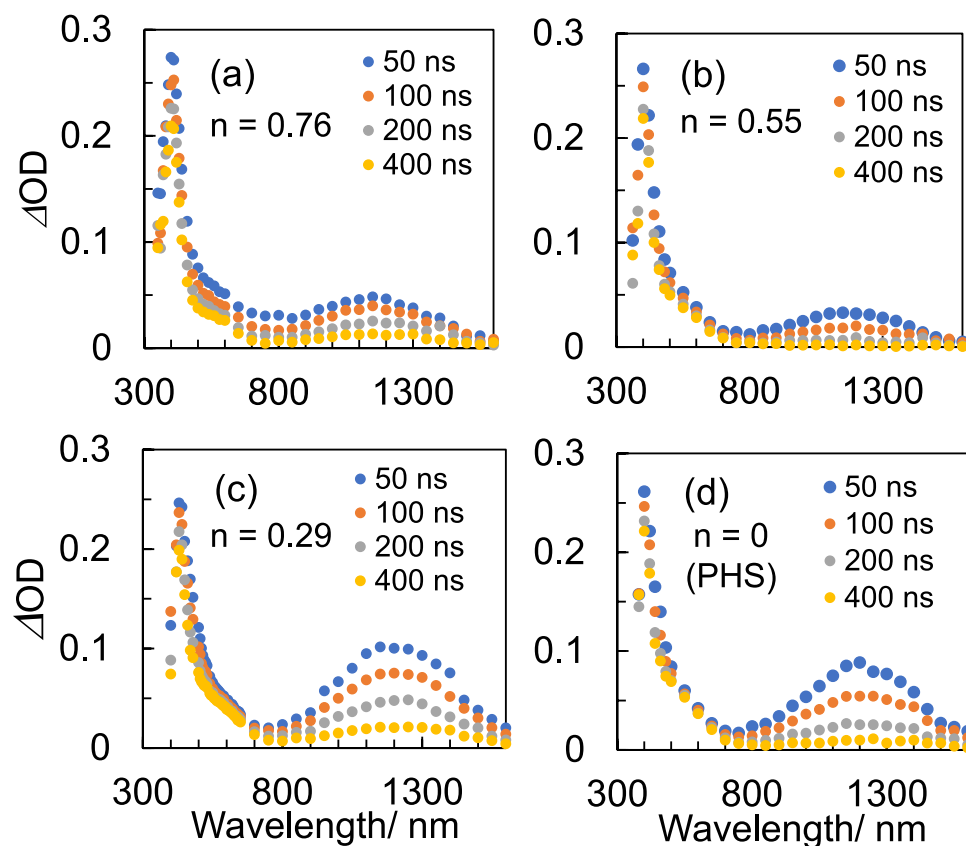 0.3
0.2
0.1
0
ΔOD
(a)
n = 0.76
50 ns
100 ns
200 ns
400 ns
300 800 1300
0.3
0.2
0.1
0
(b)
n = 0.55
50 ns
100 ns
200 ns
400 ns
300 800 1300
0.3
0.2
0.1
0
ΔOD
(c)
n = 0.29
50 ns
100 ns
200 ns
400 ns
300 800 1300
Wavelength/ nm
0.3
0.2
0.1
0
(d)
n = 0
(PHS)
50 ns
100 ns
200 ns
400 ns
300 800 1300
Wavelength/ nm